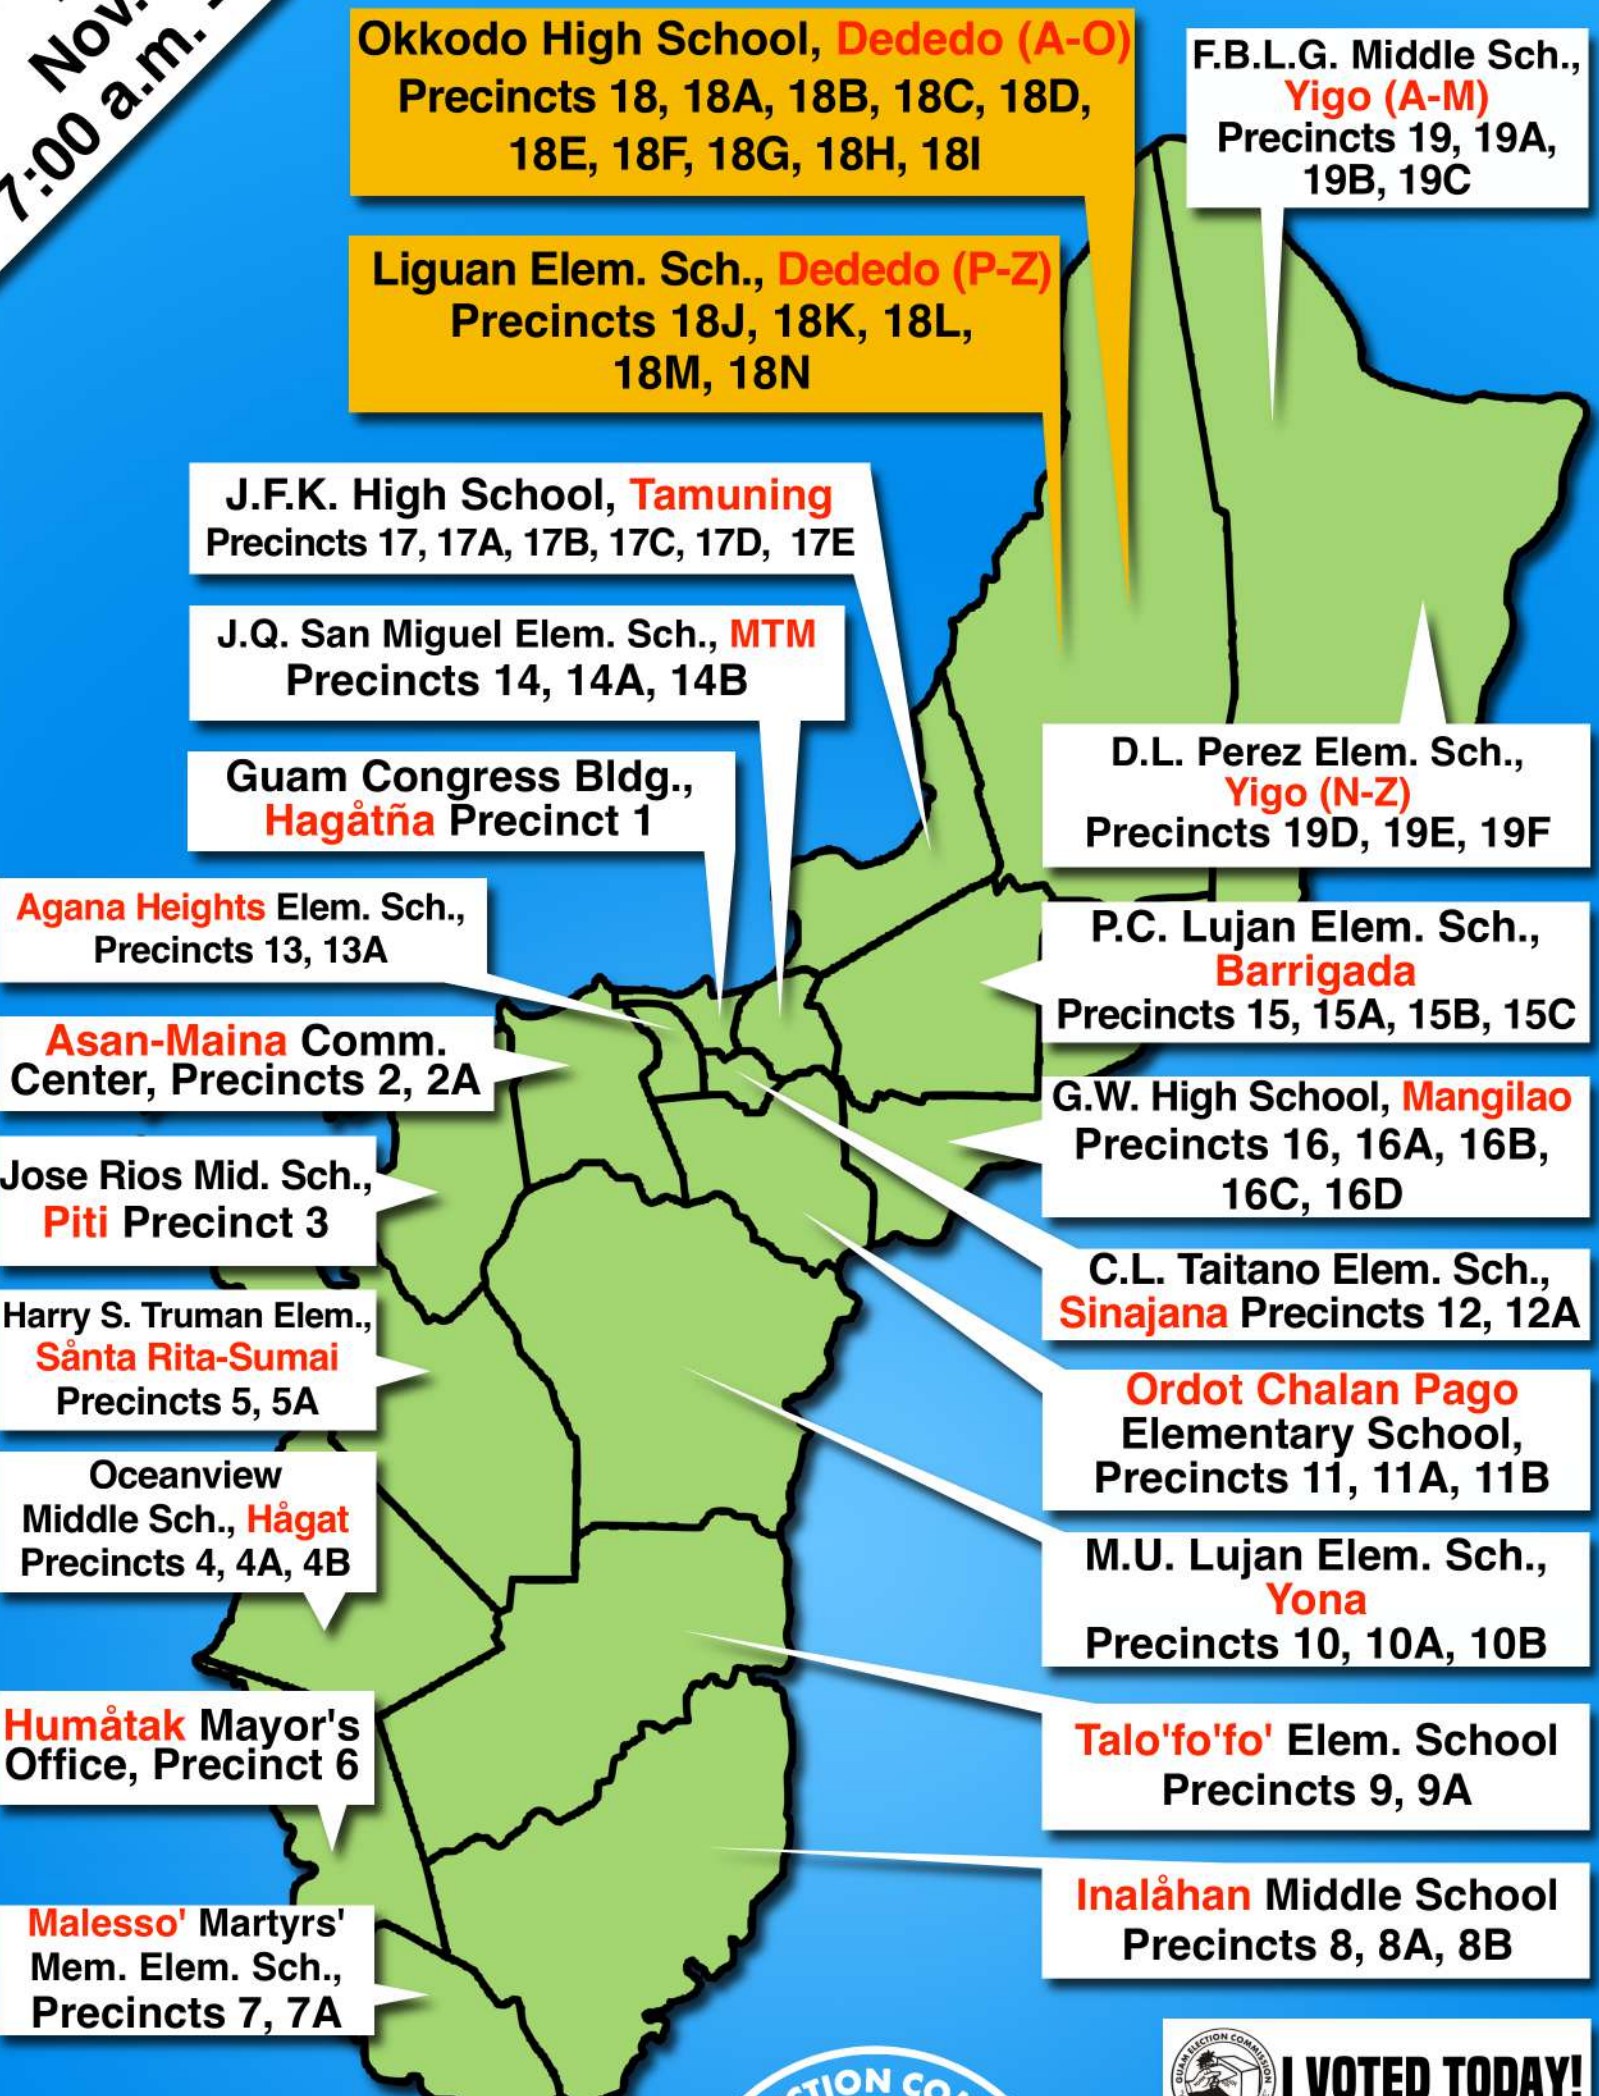 Nov.
7:00 a.m.
Okkodo High School, Dededo (A-O)
Precincts 18, 18A, 18B, 18C, 18D,
18E, 18F, 18G, 18H, 18I
F.B.L.G. Middle Sch.,
Yigo (A-M)
Precincts 19, 19A,
19B, 19C
Liguan Elem. Sch., Dededo (P-Z)
Precincts 18J, 18K, 18L,
18M, 18N
J.F.K. High School, Tamuning
Precincts 17, 17A, 17B, 17C, 17D, 17E
J.Q. San Miguel Elem. Sch., MTM
Precincts 14, 14A, 14B
Guam Congress Bldg.,
Hagåtña Precinct 1
D.L. Perez Elem. Sch.,
Yigo (N-Z)
Precincts 19D, 19E, 19F
Agana Heights Elem. Sch.,
Precincts 13, 13A
P.C. Lujan Elem. Sch.,
Barrigada
Precincts 15, 15A, 15B, 15C
Asan-Maina Comm.
Center, Precincts 2, 2A
G.W. High School, Mangilao
Precincts 16, 16A, 16B,
16C, 16D
Jose Rios Mid. Sch.,
Piti Precinct 3
C.L. Taitano Elem. Sch.,
Sinajana Precincts 12, 12A
Harry S. Truman Elem.,
Sånta Rita-Sumai
Precincts 5, 5A
Ordot Chalan Pago
Elementary School,
Precincts 11, 11A, 11B
Oceanview
Middle Sch., Hågat
Precincts 4, 4A, 4B
M.U. Lujan Elem. Sch.,
Yona
Precincts 10, 10A, 10B
Humåtak Mayor's
Office, Precinct 6
Talo'fo'fo' Elem. School
Precincts 9, 9A
Inalåhan Middle School
Precincts 8, 8A, 8B
Malesso' Martyrs'
Mem. Elem. Sch.,
Precincts 7, 7A
GUAM ELECTION COMMISSION
I VOTED TODAY!